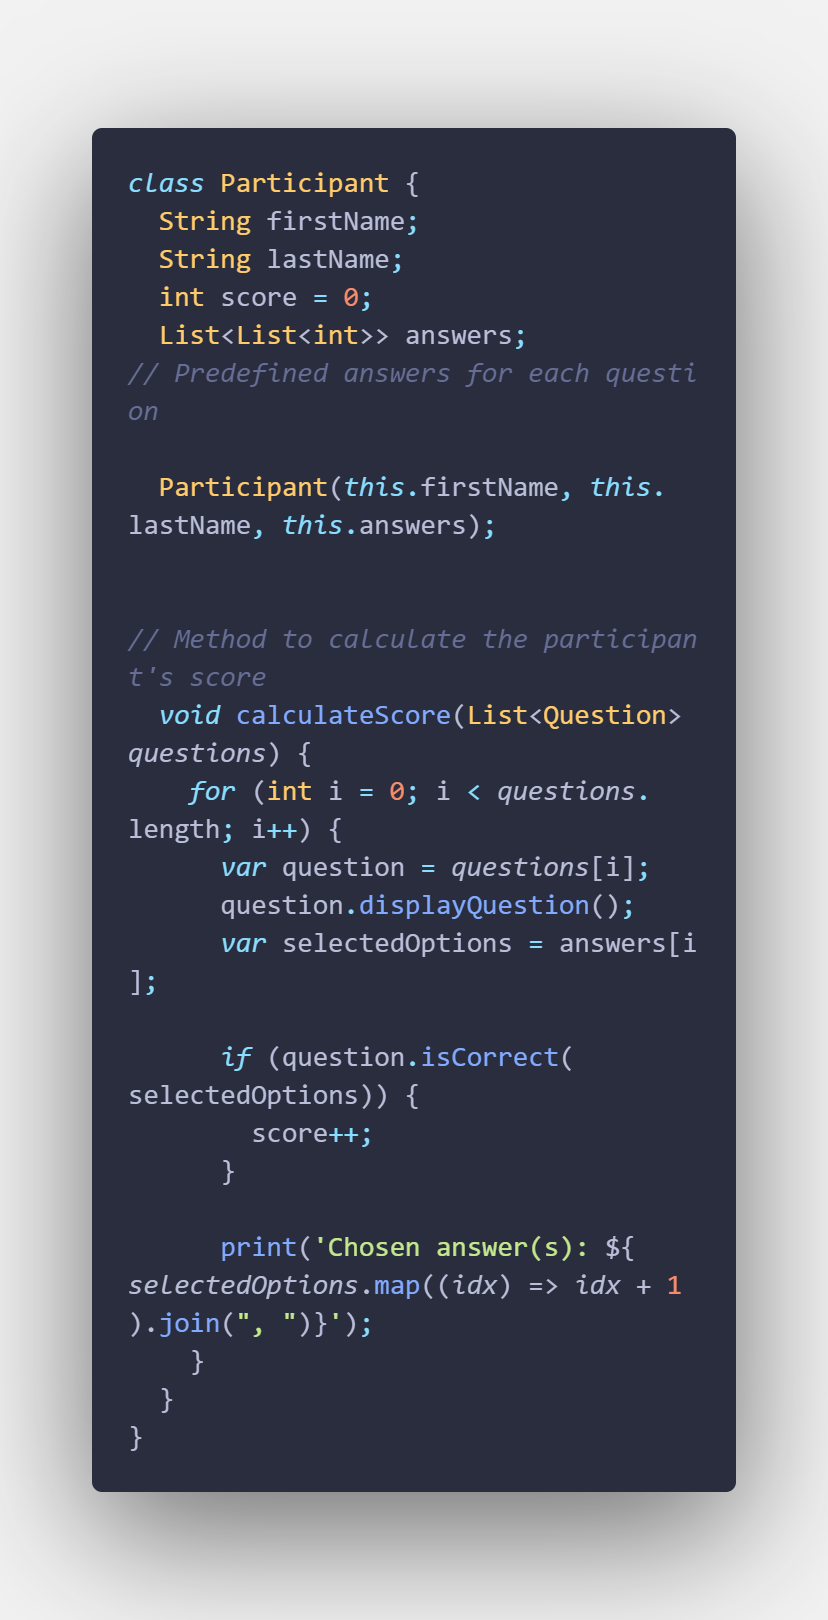 class Participant {
  String firstName;
  String lastName;
  int score = 0;
  List<List<int>> answers;
// Predefined answers for each questi
on

  Participant(this.firstName, this.
lastName, this.answers);


// Method to calculate the participan
t's score
  void calculateScore(List<Question>
questions) {
    for (int i = 0; i < questions.
length; i++) {
      var question = questions[i];
      question.displayQuestion();
      var selectedOptions = answers[i
];

      if (question.isCorrect(
selectedOptions)) {
        score++;
      }

      print('Chosen answer(s): ${
selectedOptions.map((idx) => idx + 1
).join(", ")}');
    }
  }
}